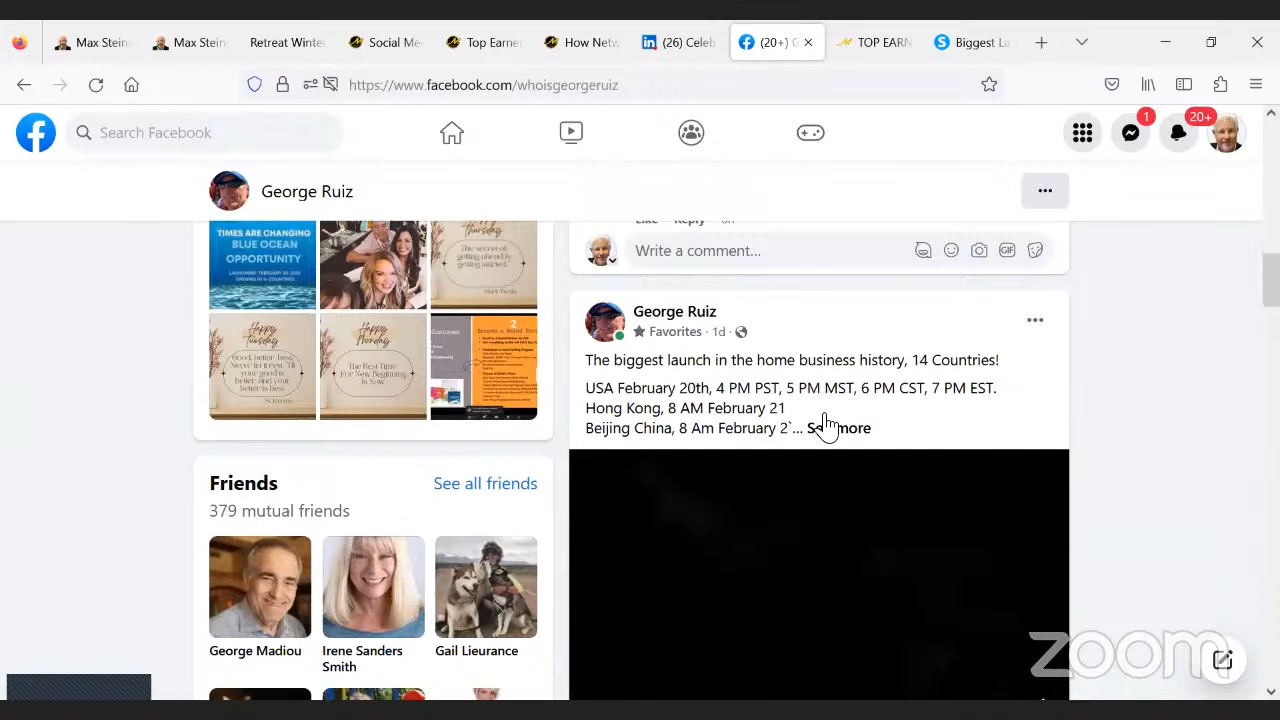 Max Stein
Max Stein
Retreat Winte
Social Me
Top Earne
How Netw
(26) Celeb
(20+) G
TOP EARN
Biggest La
https://www.facebook.com/whoisgeorgeruiz
Search Facebook
1
20+
George Ruiz
TIMES ARE CHANGING
BLUE OCEAN
OPPORTUNITY
Happy
Tuesday
Good, better, best.
Never let it rest. 'Til
your good is
better and your
better is best.
Happy
Monday
The Best Time
For New Beginning
Is Now
The secret of
getting ahead is
getting started.
Mark Twain
Like Reply 6h
Write a comment...
GIF
George Ruiz
Favorites · 1d ·
The biggest launch in the home business history, 14 Countries!
USA February 20th, 4 PM PST, 5 PM MST, 6 PM CST, 7 PM EST.
Hong Kong, 8 AM February 21
Beijing China, 8 Am February 2`... See more
Friends
See all friends
379 mutual friends
George Madiou
Irene Sanders
Smith
Gail Lieurance
zoom